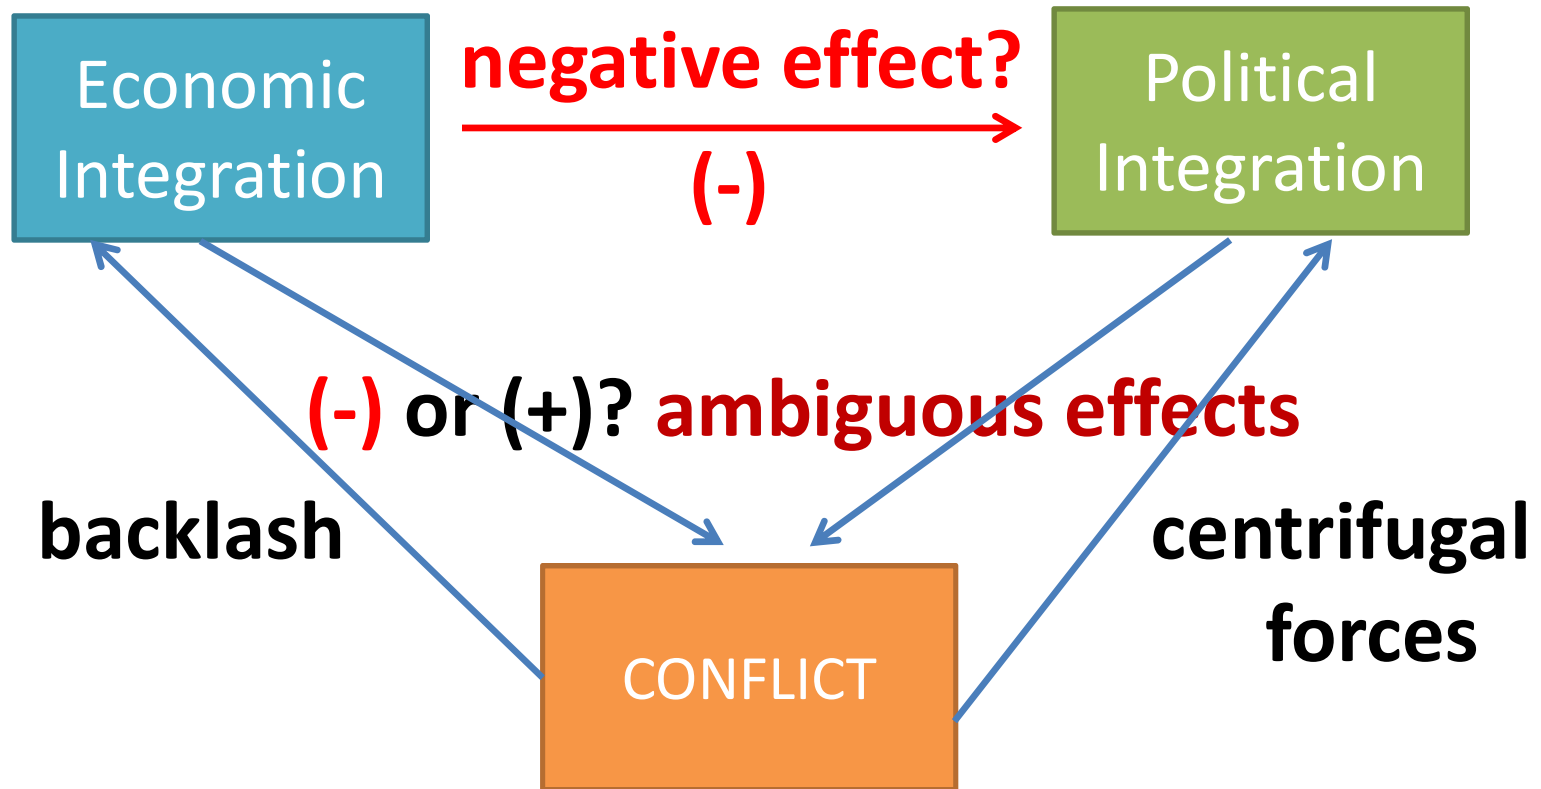 Economic
Integration
negative effect?
(-)
Political
Integration
(-) or (+)? ambiguous effects
backlash
centrifugal
forces
CONFLICT